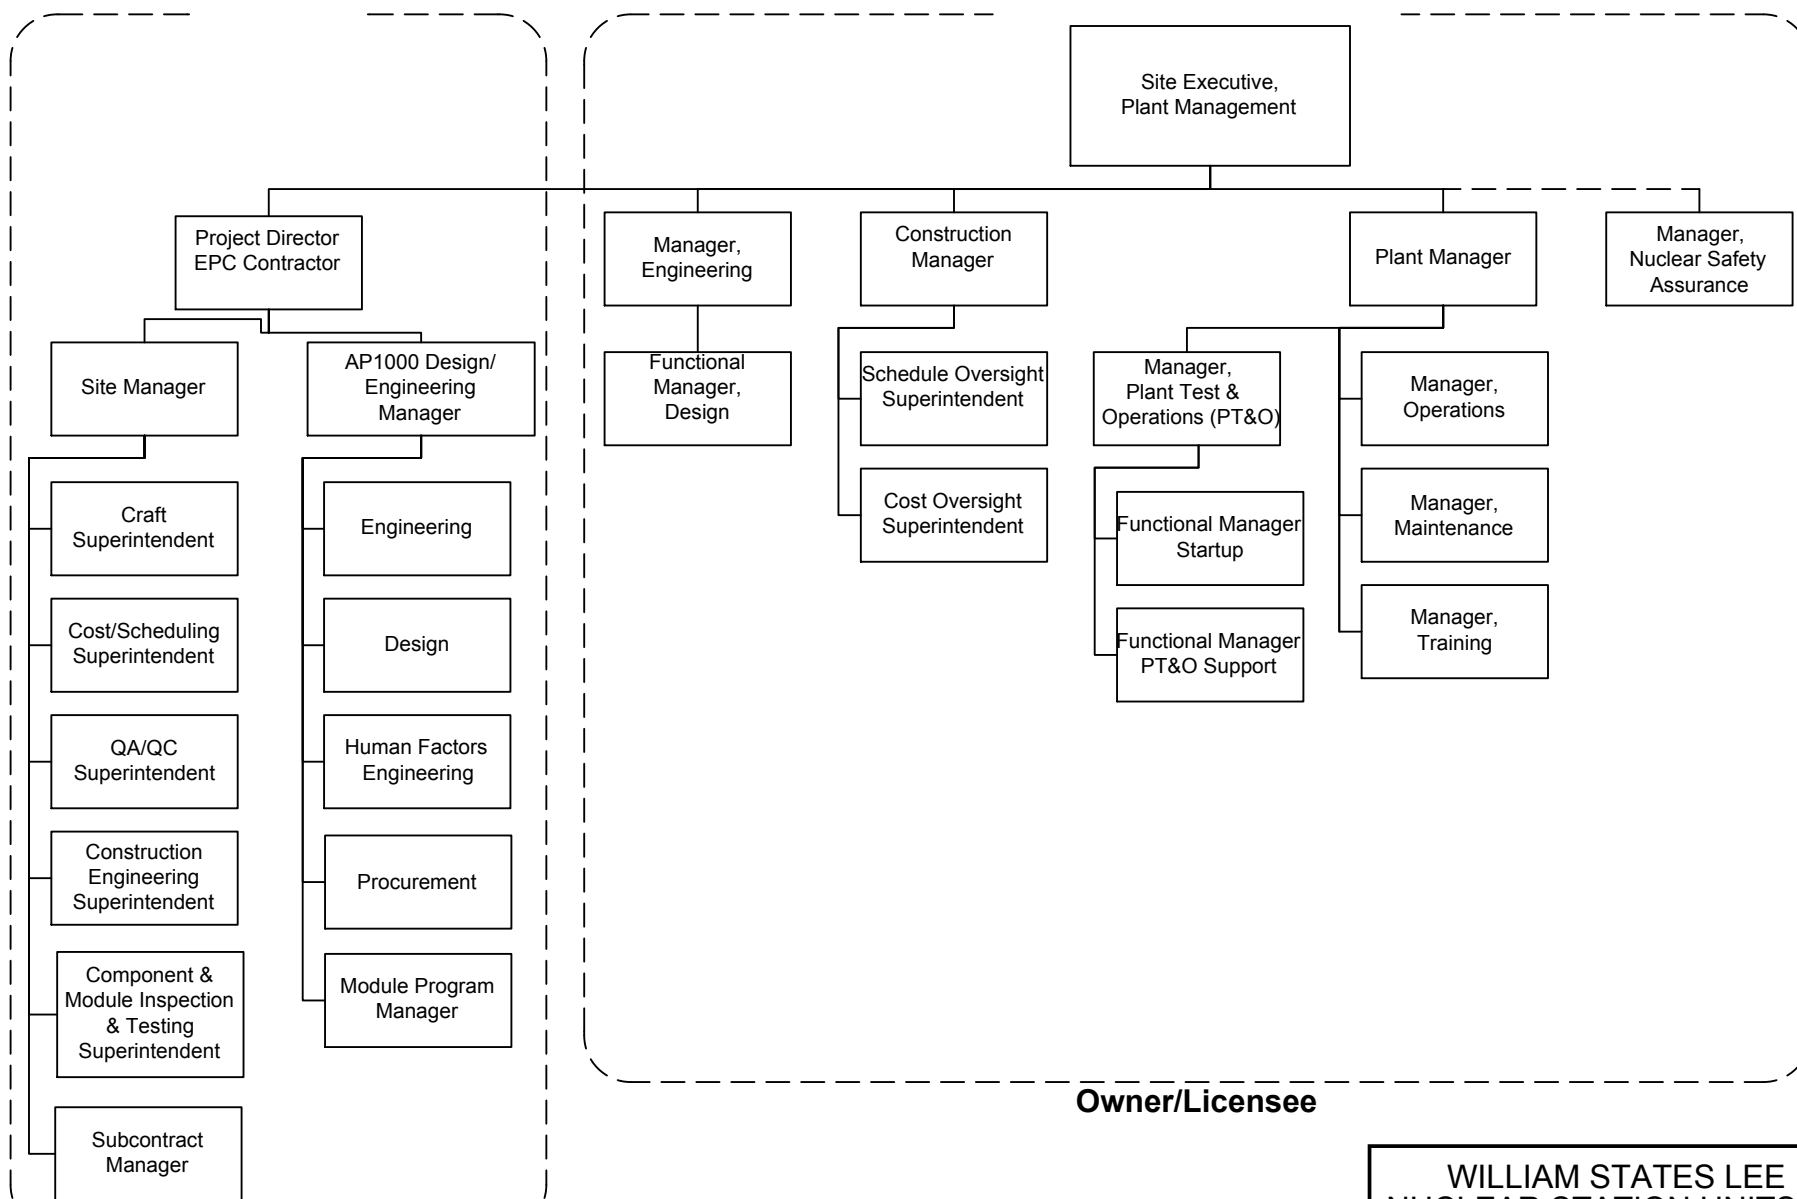 Site Executive,
Plant Management
Project Director
EPC Contractor
Manager,
Engineering
Construction
Manager
Plant Manager
Manager,
Nuclear Safety
Assurance
Site Manager
AP1000 Design/
Engineering
Manager
Functional
Manager,
Design
Schedule Oversight
Superintendent
Manager,
Plant Test &
Operations (PT&O)
Manager,
Operations
Craft
Superintendent
Engineering
Cost Oversight
Superintendent
Functional Manager
Startup
Manager,
Maintenance
Cost/Scheduling
Superintendent
Design
Functional Manager
PT&O Support
Manager,
Training
QA/QC
Superintendent
Human Factors
Engineering
Construction
Engineering
Superintendent
Procurement
Component &
Module Inspection
& Testing
Superintendent
Module Program
Manager
Subcontract
Manager
Owner/Licensee
WILLIAM STATES LEE
NUCLEAR STATION UNITS